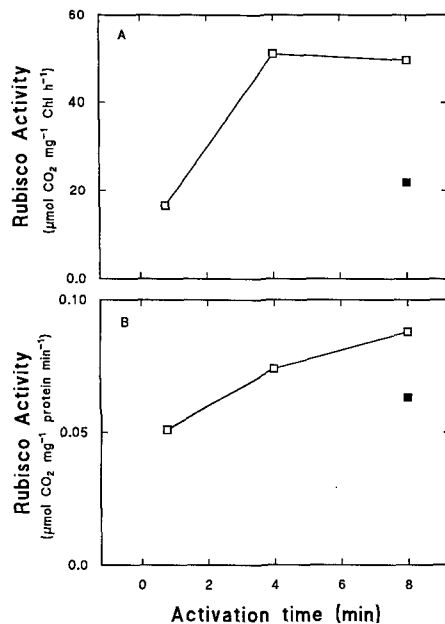 60
A
40
20
0.0
Rubisco Activity
(μmol CO₂ mg⁻¹ Chl h⁻¹)
0.10
B
0.05
0.0
Rubisco Activity
(μmol CO₂ mg⁻¹ protein min⁻¹)
0 2 4 6 8
Activation time (min)